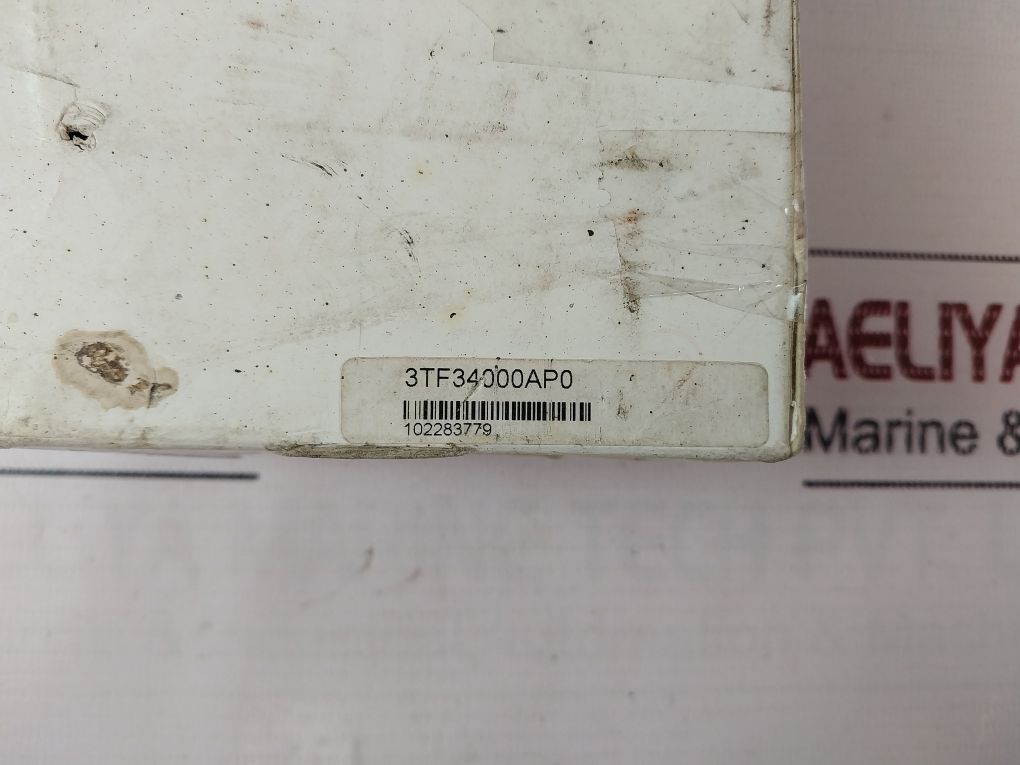 3TF34000AP0
102283779
AELIYA
Marine &